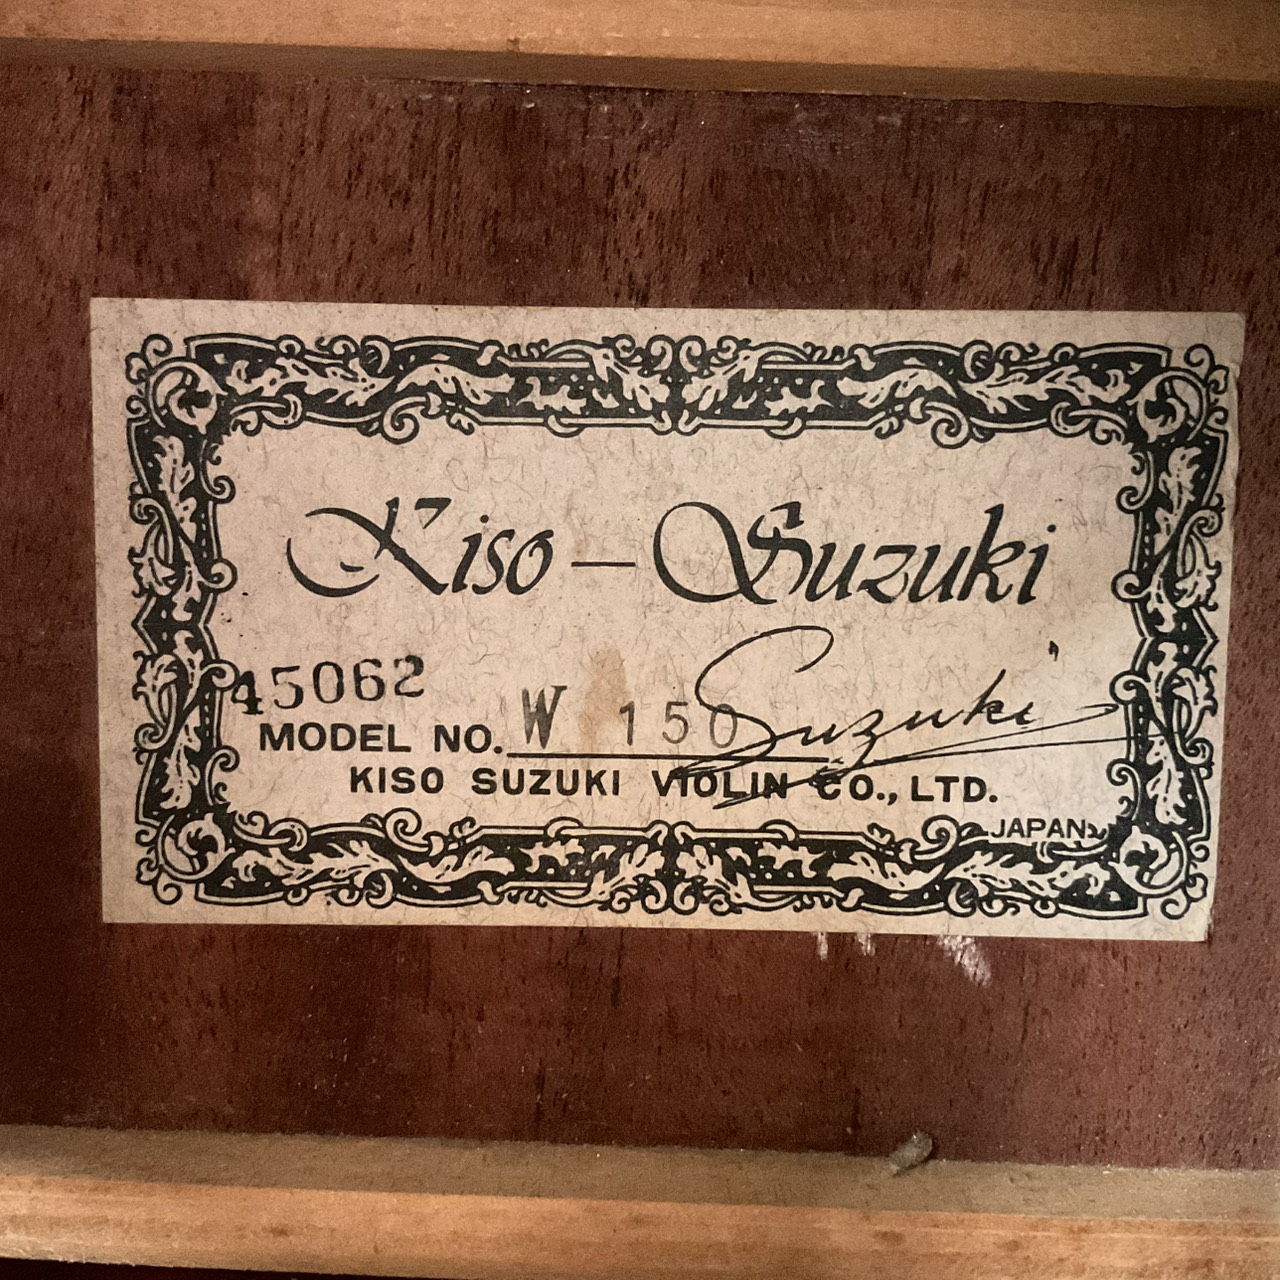 Kiso–Suzuki
45062
MODEL NO. W 150 Suzuki
KISO SUZUKI VIOLIN CO., LTD.
JAPAN